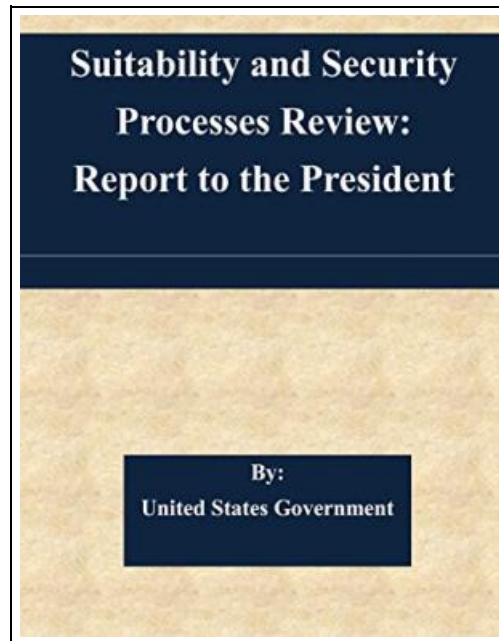 Suitability and Security
Processes Review:
Report to the President
By:
United States Government